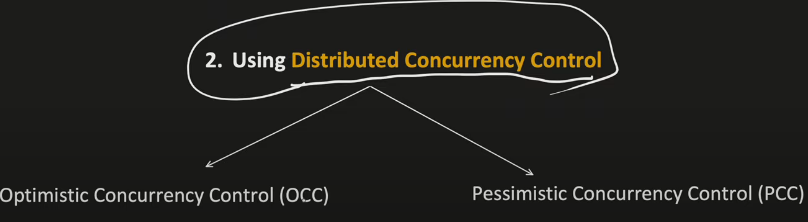 2. Using Distributed Concurrency Control
Optimistic Concurrency Control (OCC)
Pessimistic Concurrency Control (PCC)